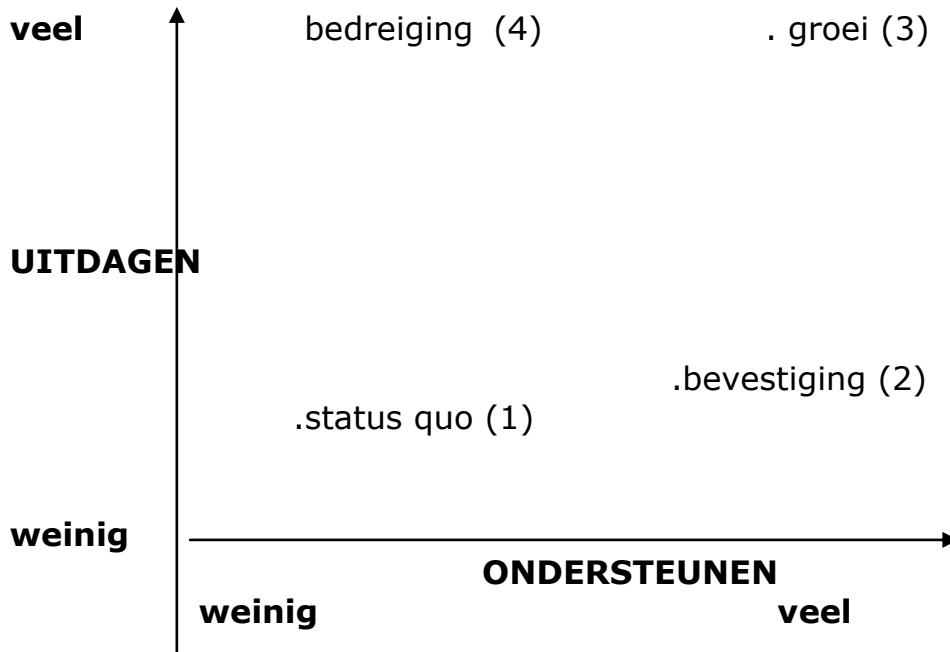 veel bedreiging (4) . groei (3)
UITDAGEN
.bevestiging (2)
.status quo (1)
weinig
ONDERSTEUNEN
weinig veel